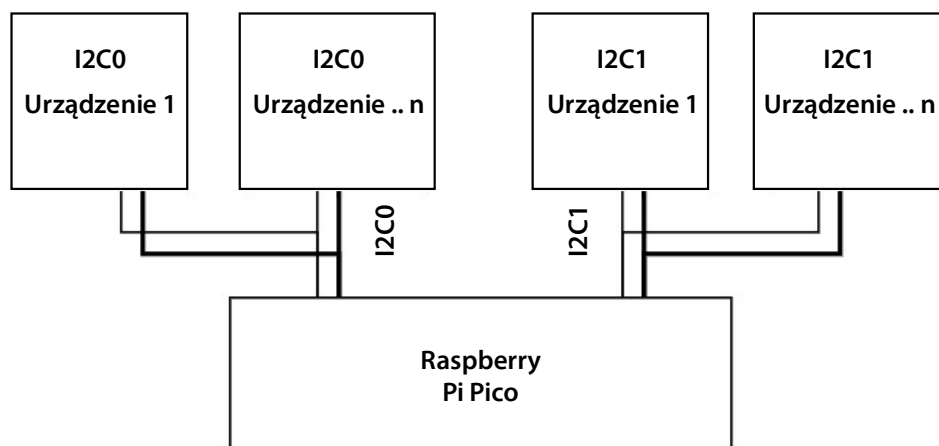 I2C0
Urządzenie 1
I2C0
Urządzenie .. n
I2C1
Urządzenie 1
I2C1
Urządzenie .. n
I2C0
I2C1
Raspberry
Pi Pico